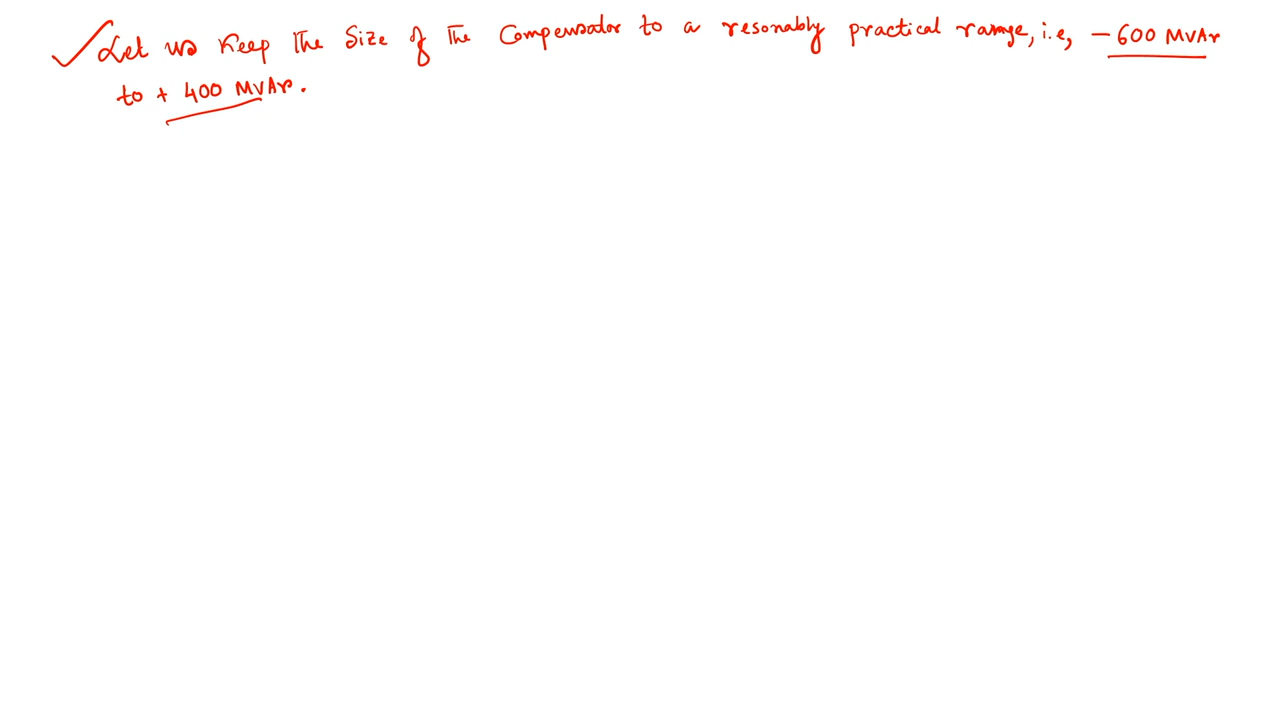 Let us keep the size of the compensator to a resonably practical range, i.e, - 600 MVAr
to + 400 MVAr.